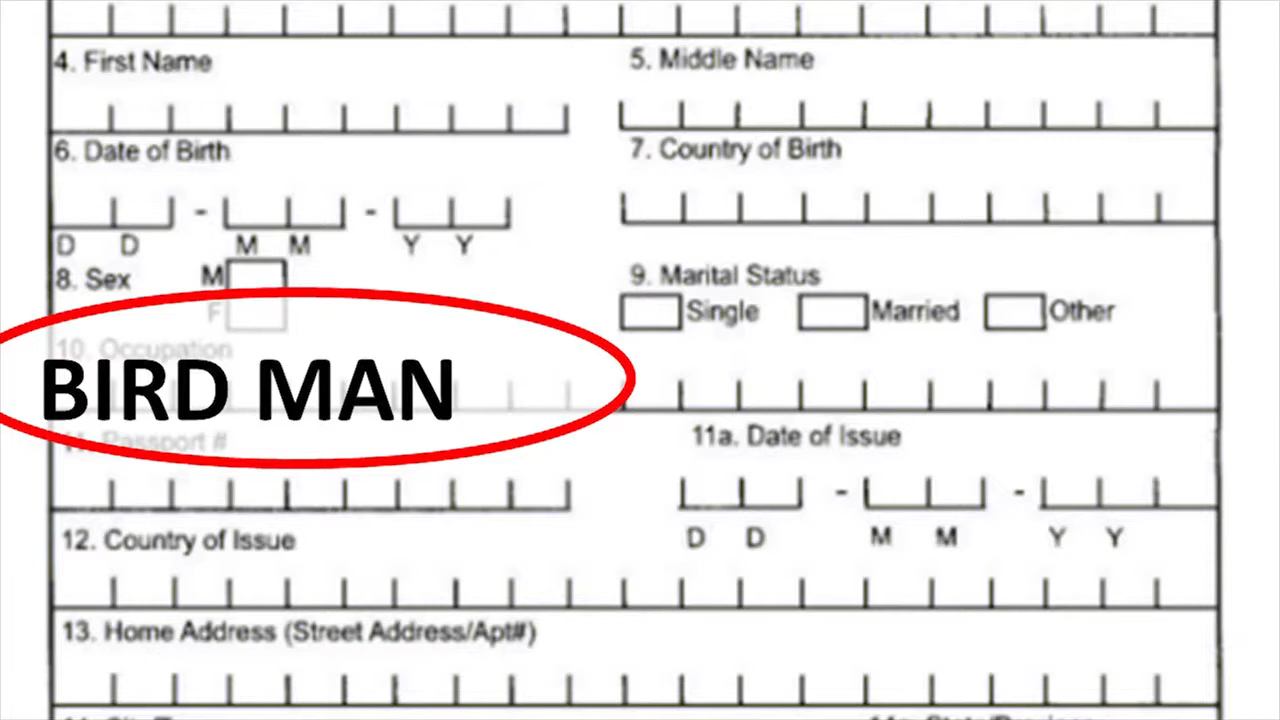 4. First Name 5. Middle Name
6. Date of Birth 7. Country of Birth
- -
D D M M Y Y
8. Sex M 9. Marital Status
F Single Married Other
10. Occupation
BIRD MAN
11. Passport # 11a. Date of Issue
- -
D D M M Y Y
12. Country of Issue
13. Home Address (Street Address/Apt#)